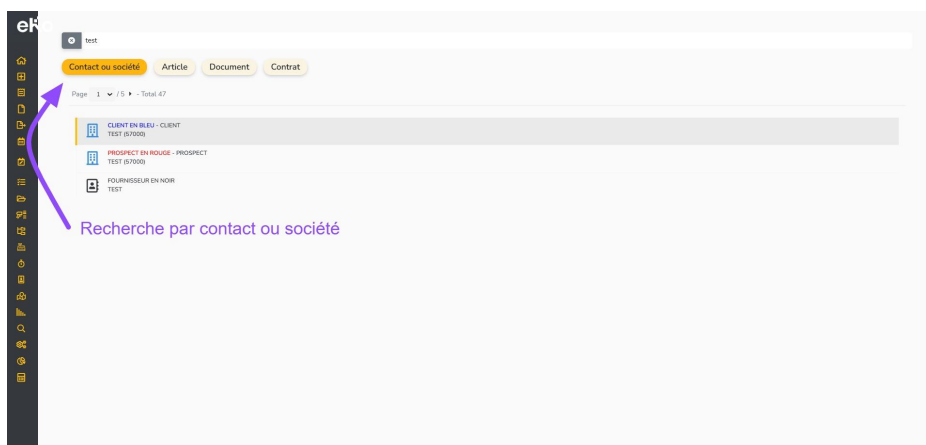 test
Contact ou société Article Document Contrat
Page 1 / 5 - Total 47
CLIENT EN BLEU - CLIENT
TEST (57000)
PROSPECT EN ROUGE - PROSPECT
TEST (57000)
FOURNISSEUR EN NOIR
TEST
Recherche par contact ou société